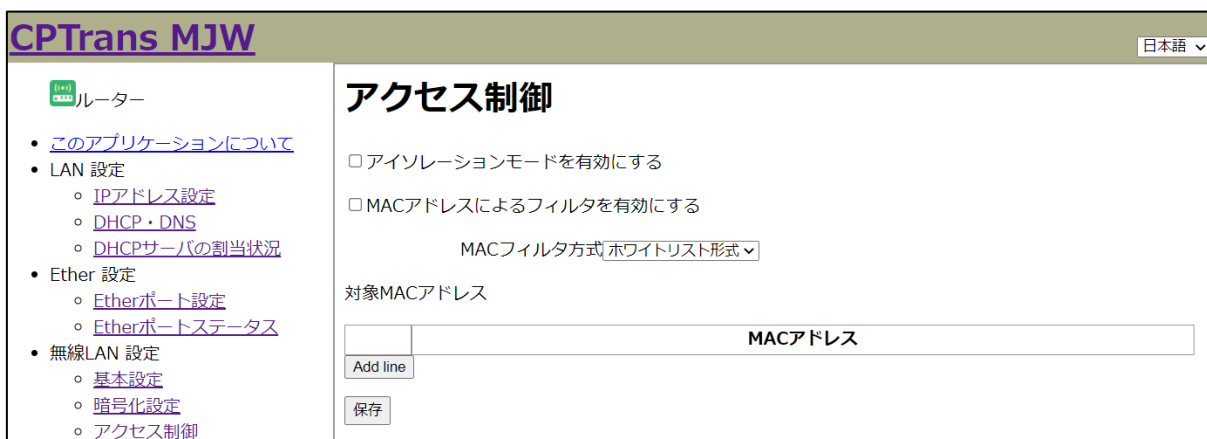 CPTrans MJW
日本語
ルーター
このアプリケーションについて
LAN 設定
IPアドレス設定
DHCP・DNS
DHCPサーバの割当状況
Ether 設定
Etherポート設定
Etherポートステータス
無線LAN 設定
基本設定
暗号化設定
アクセス制御
アクセス制御
アイソレーションモードを有効にする
MACアドレスによるフィルタを有効にする
MACフィルタ方式 ホワイトリスト形式
対象MACアドレス
MACアドレス
Add line
保存